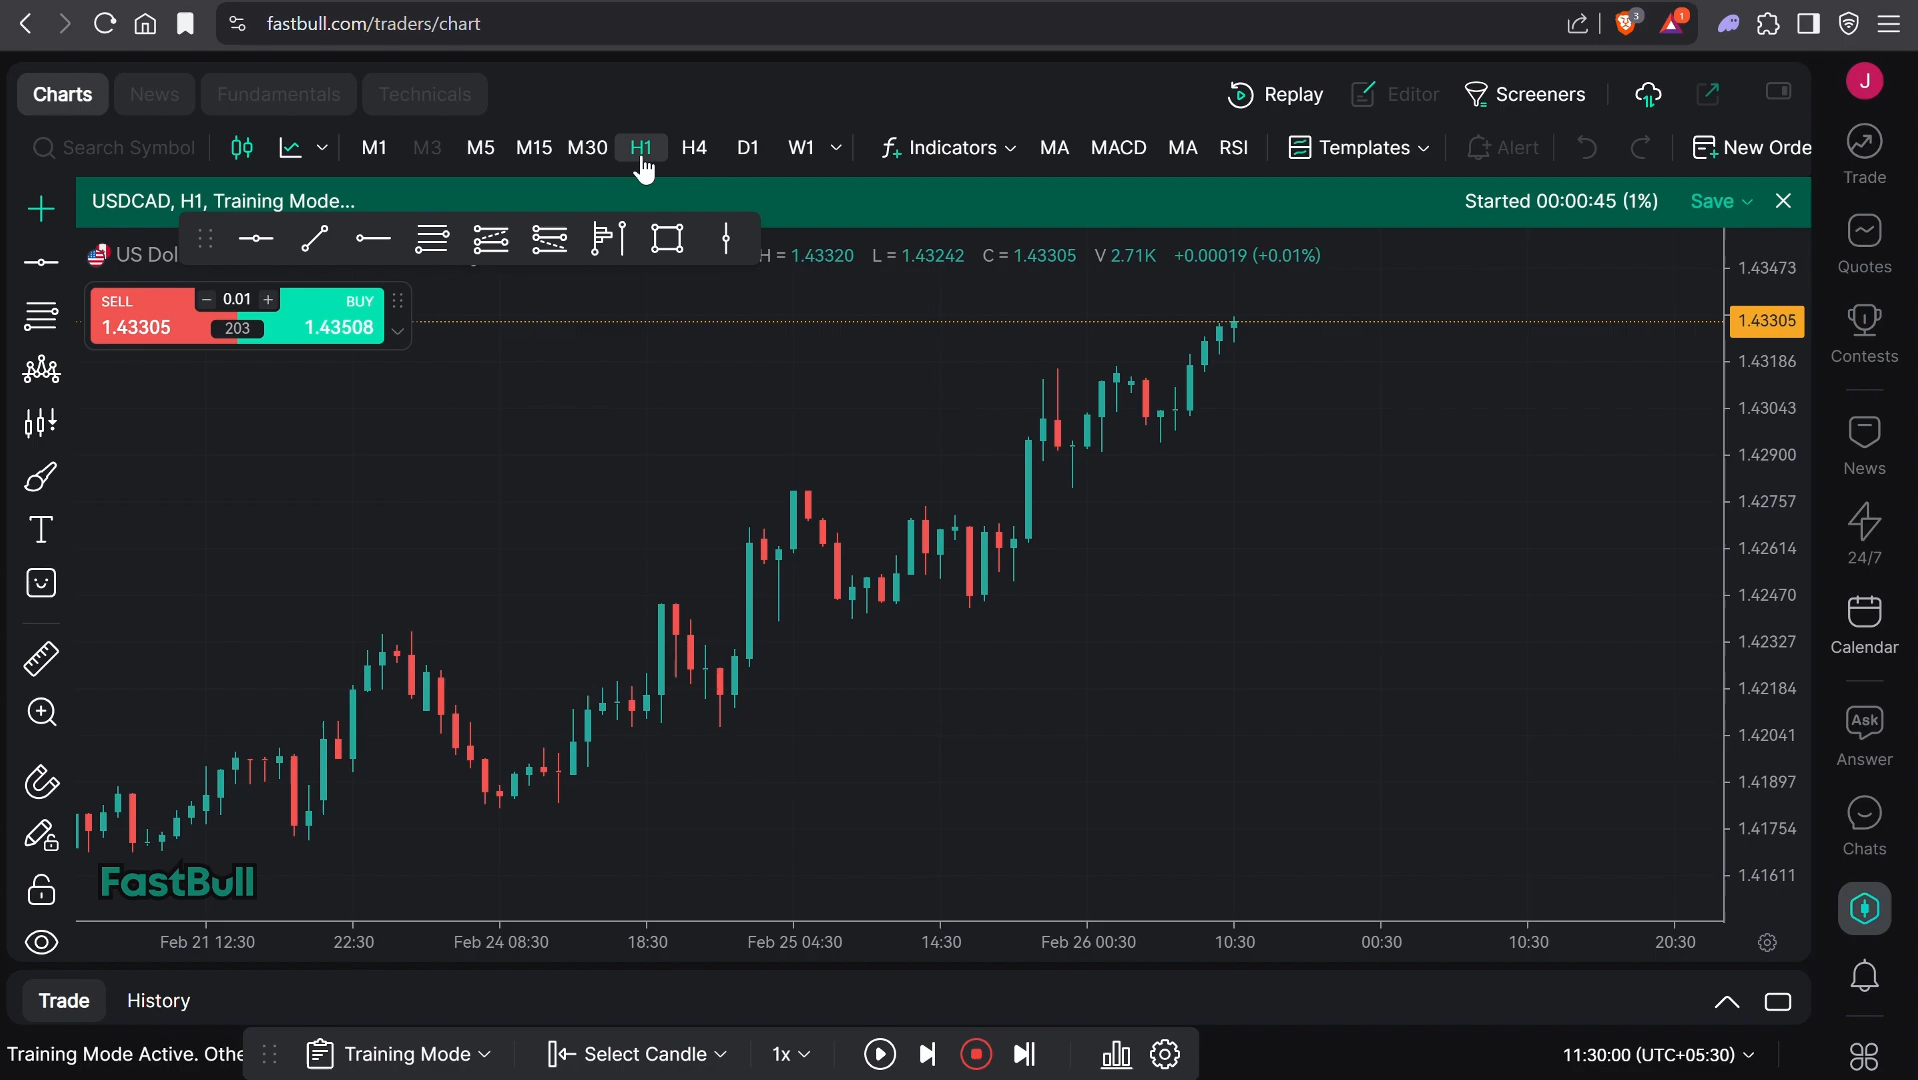 fastbull.com/traders/chart
3
1
Charts News Fundamentals Technicals
Replay Editor Screeners
J
Search Symbol M1 M3 M5 M15 M30 H1 H4 D1 W1 Indicators MA MACD MA RSI Templates Alert New Orde
Trade
USDCAD, H1, Training Mode... Started 00:00:45 (1%) Save
US Dol H = 1.43320 L = 1.43242 C = 1.43305 V 2.71K +0.00019 (+0.01%)
SELL 0.01 BUY
1.43305 203 1.43508
1.43473
1.43305
1.43186
1.43043
1.42900
1.42757
1.42614
1.42470
1.42327
1.42184
1.42041
1.41897
1.41754
1.41611
Quotes
Contests
News
24/7
Calendar
Ask
Answer
Chats
FastBull
Feb 21 12:30 22:30 Feb 24 08:30 18:30 Feb 25 04:30 14:30 Feb 26 00:30 10:30 00:30 10:30 20:30
Trade History
Training Mode Active. Othe Training Mode Select Candle 1x 11:30:00 (UTC+05:30)